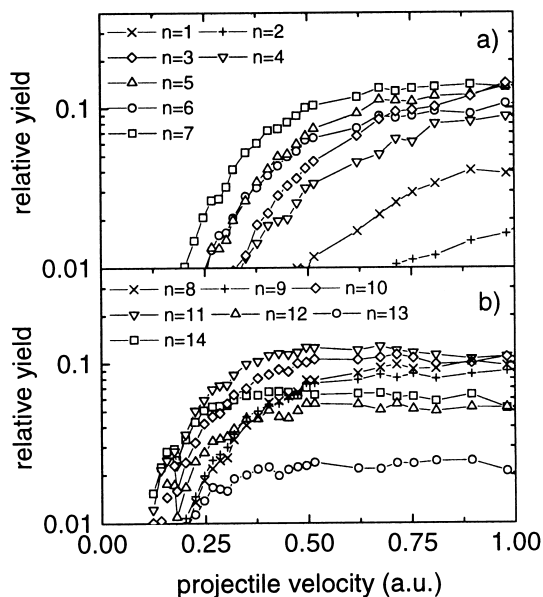 n=1 n=2
n=3 n=4
n=5
n=6
n=7
a)
0.1
0.01
relative yield
n=8 n=9 n=10
n=11 n=12 n=13
n=14
b)
0.1
0.01
relative yield
0.00 0.25 0.50 0.75 1.00
projectile velocity (a.u.)